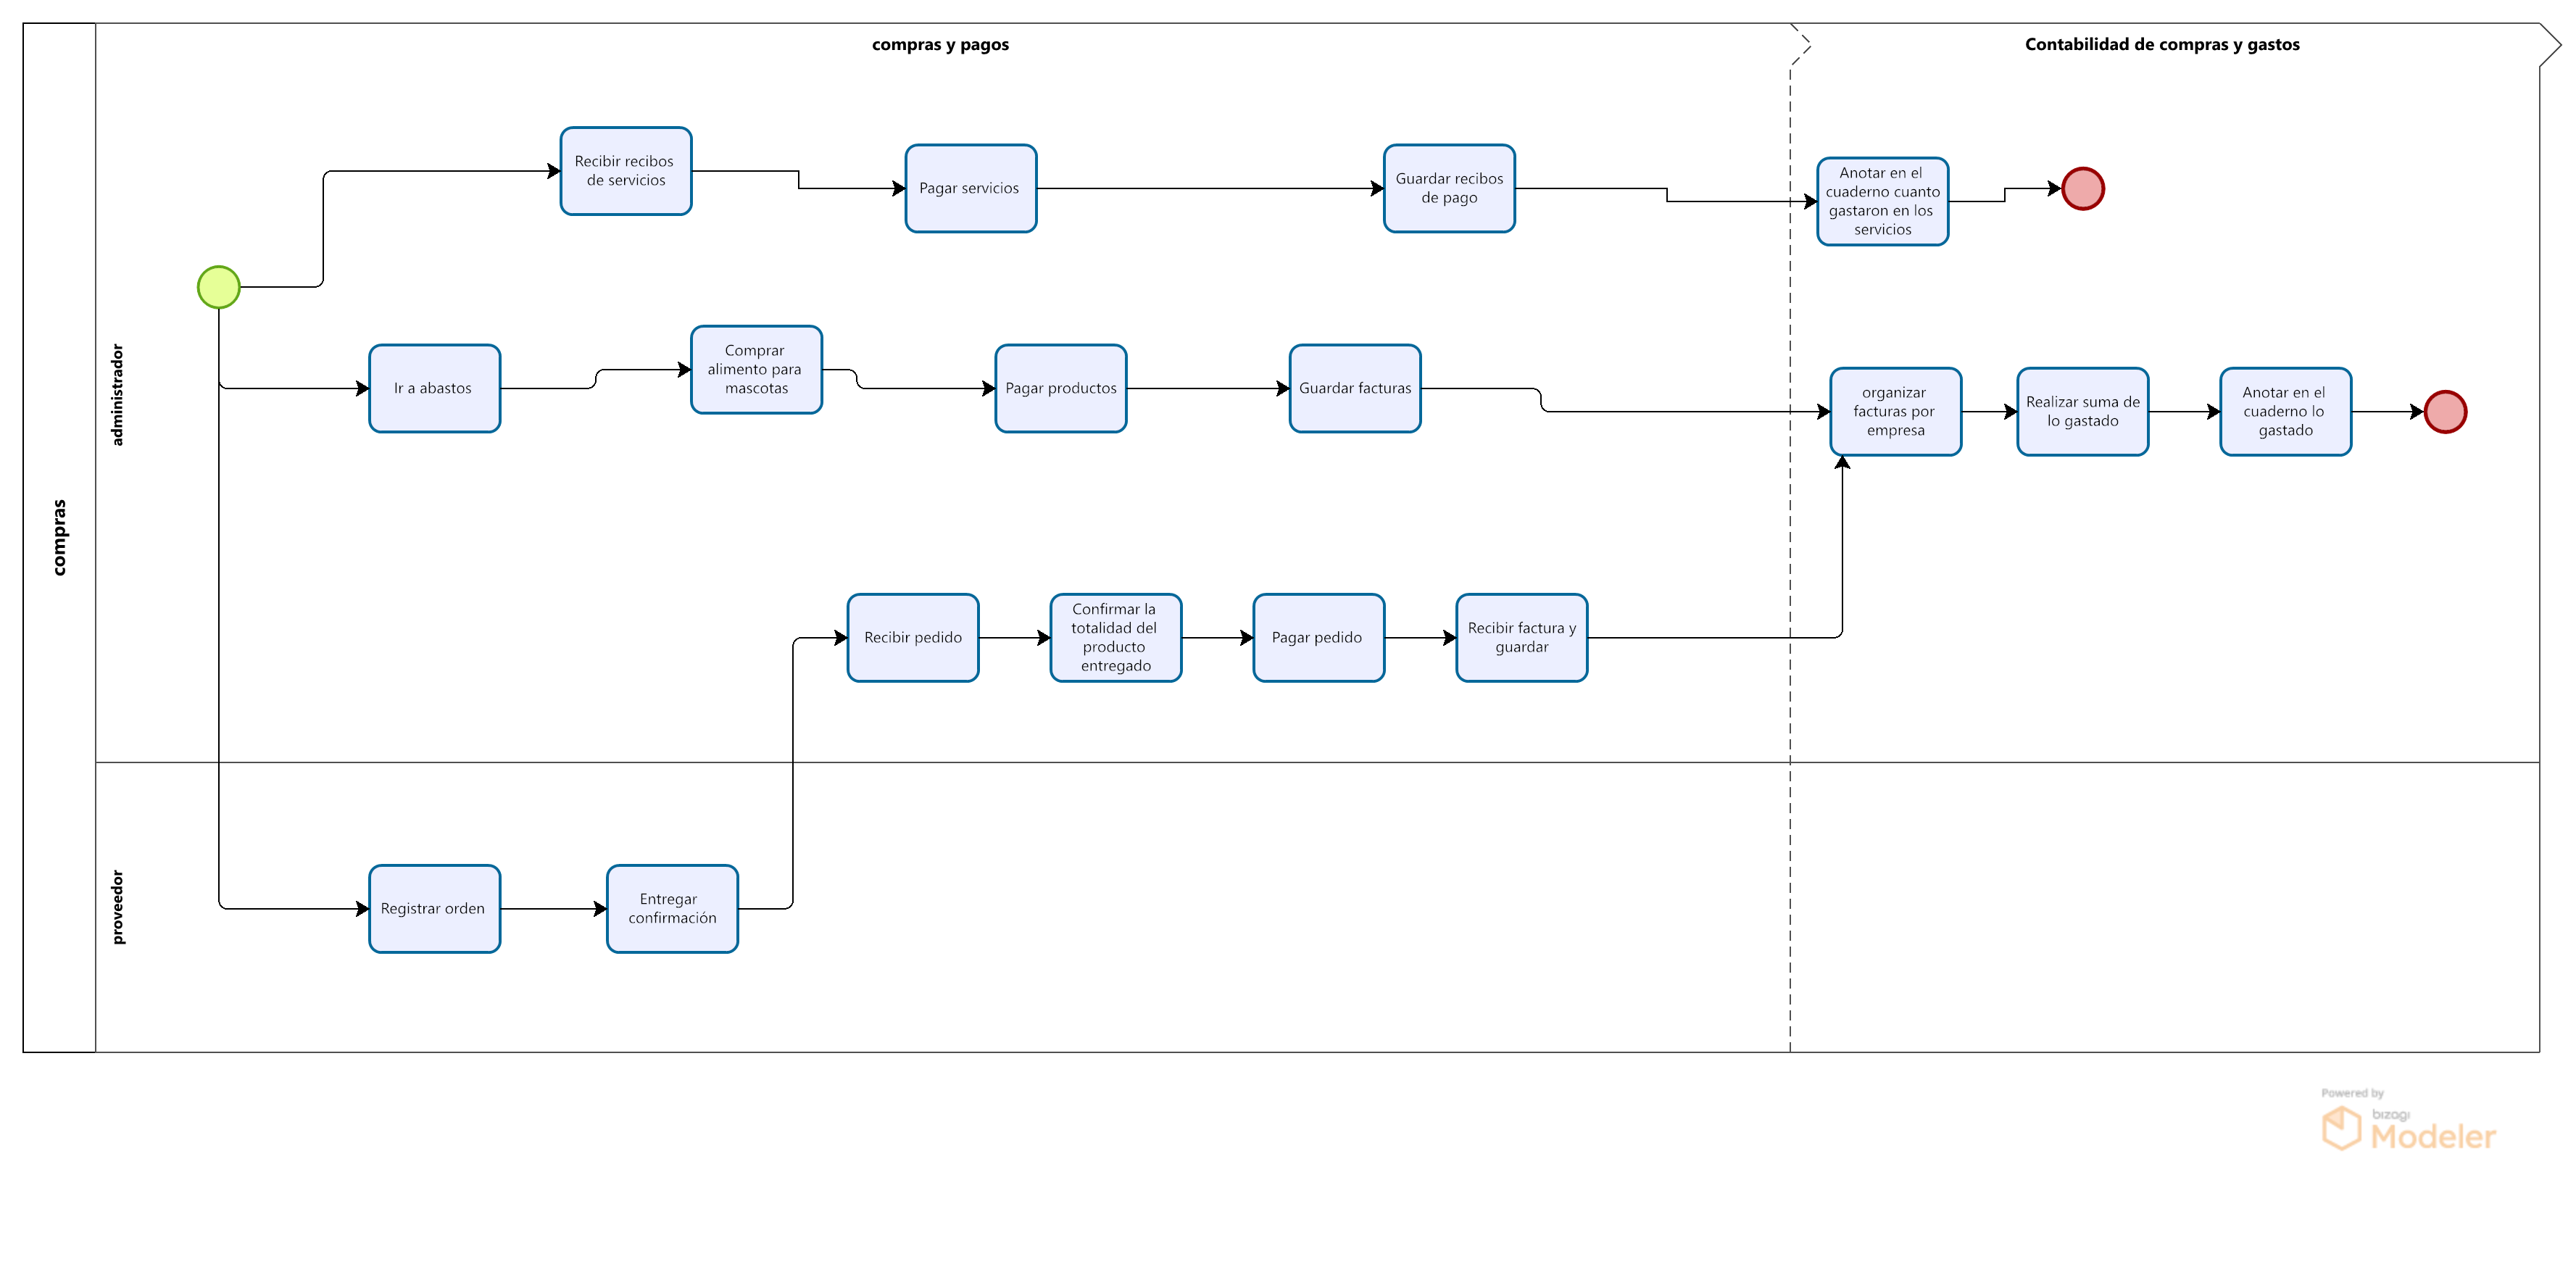 compras y pagos
Contabilidad de compras y gastos
compras
administrador
proveedor
Recibir recibos
de servicios
Pagar servicios
Guardar recibos
de pago
Anotar en el
cuaderno cuanto
gastaron en los
servicios
Ir a abastos
Comprar
alimento para
mascotas
Pagar productos
Guardar facturas
organizar
facturas por
empresa
Realizar suma de
lo gastado
Anotar en el
cuaderno lo
gastado
Recibir pedido
Confirmar la
totalidad del
producto
entregado
Pagar pedido
Recibir factura y
guardar
Registrar orden
Entregar
confirmación
Powered by
bizagi
Modeler